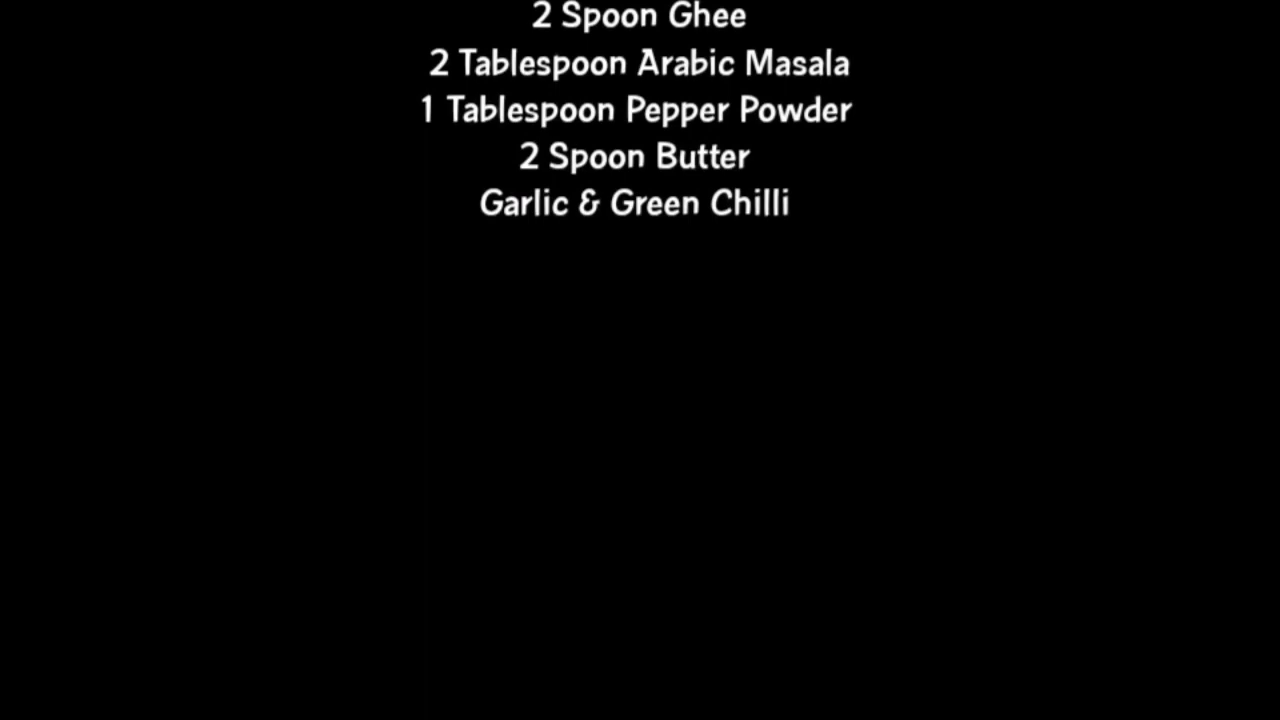 2 Spoon Ghee
2 Tablespoon Arabic Masala
1 Tablespoon Pepper Powder
2 Spoon Butter
Garlic & Green Chilli